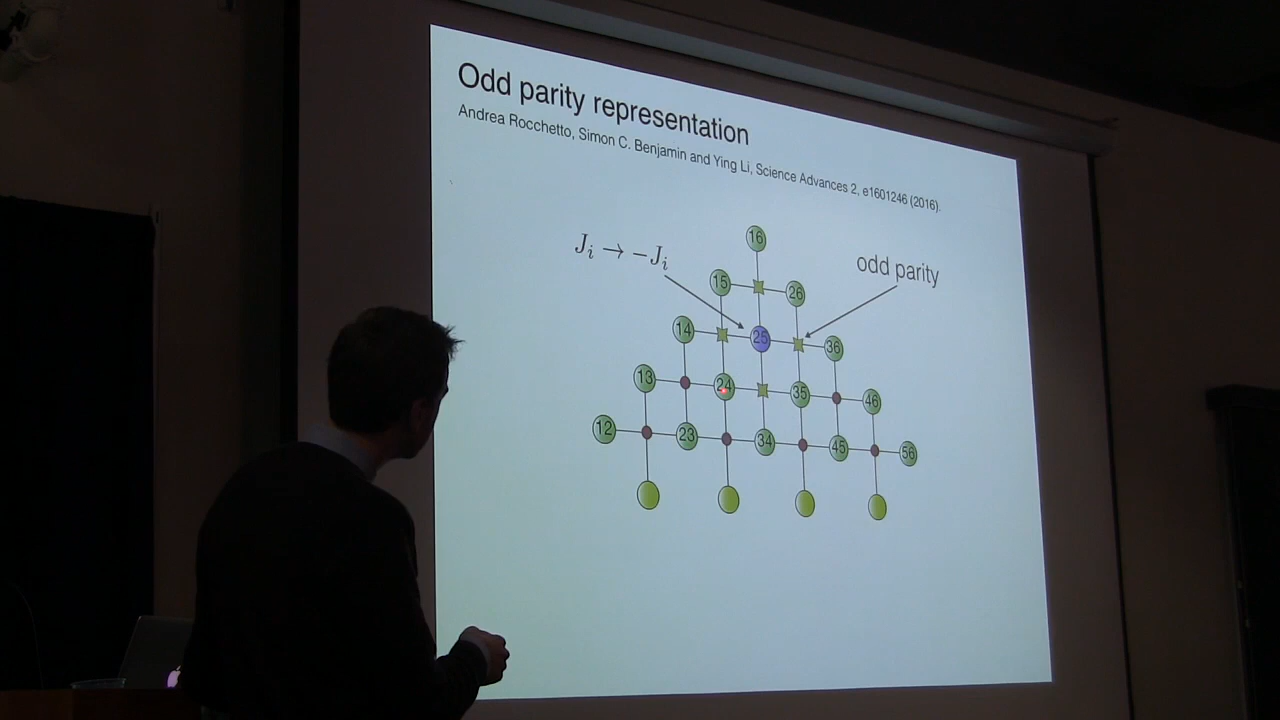 Odd parity representation
Andrea Rocchetto, Simon C. Benjamin and Ying Li, Science Advances 2, e1601246 (2016).
J_i → −J_i
odd parity
16
15 26
14 25 36
13 24 35 46
12 23 34 45 56